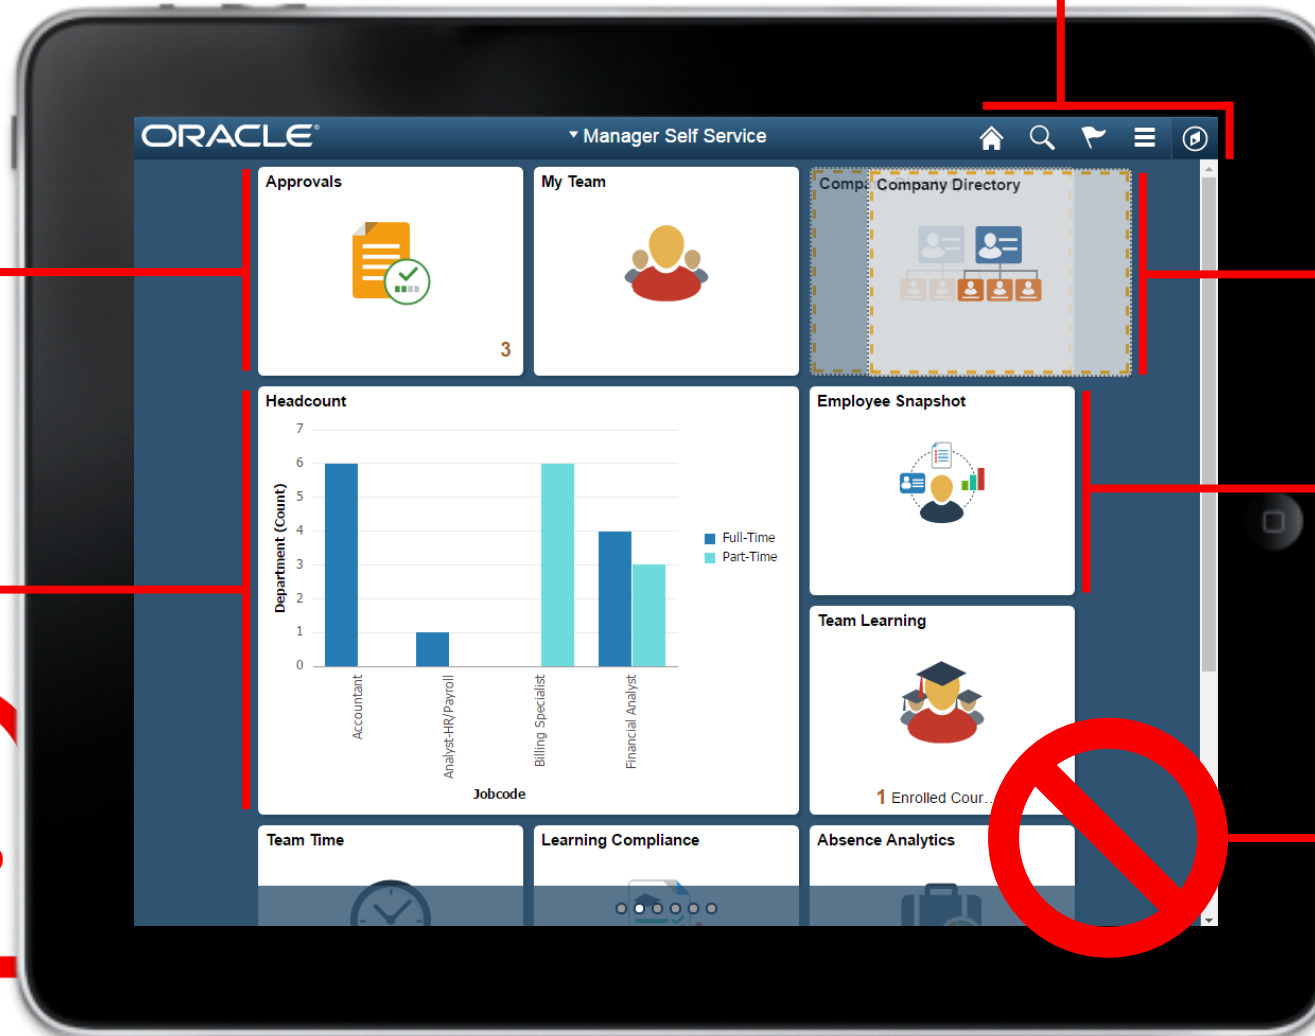 ORACLE®
Manager Self Service
Approvals
3
My Team
Compa
Company Directory
Headcount
7
6
5
4
3
2
1
0
Department (Count)
Accountant
Analyst-HR/Payroll
Billing Specialist
Financial Analyst
Jobcode
Full-Time
Part-Time
Employee Snapshot
Team Learning
1 Enrolled Cour...
Team Time
Learning Compliance
Absence Analytics